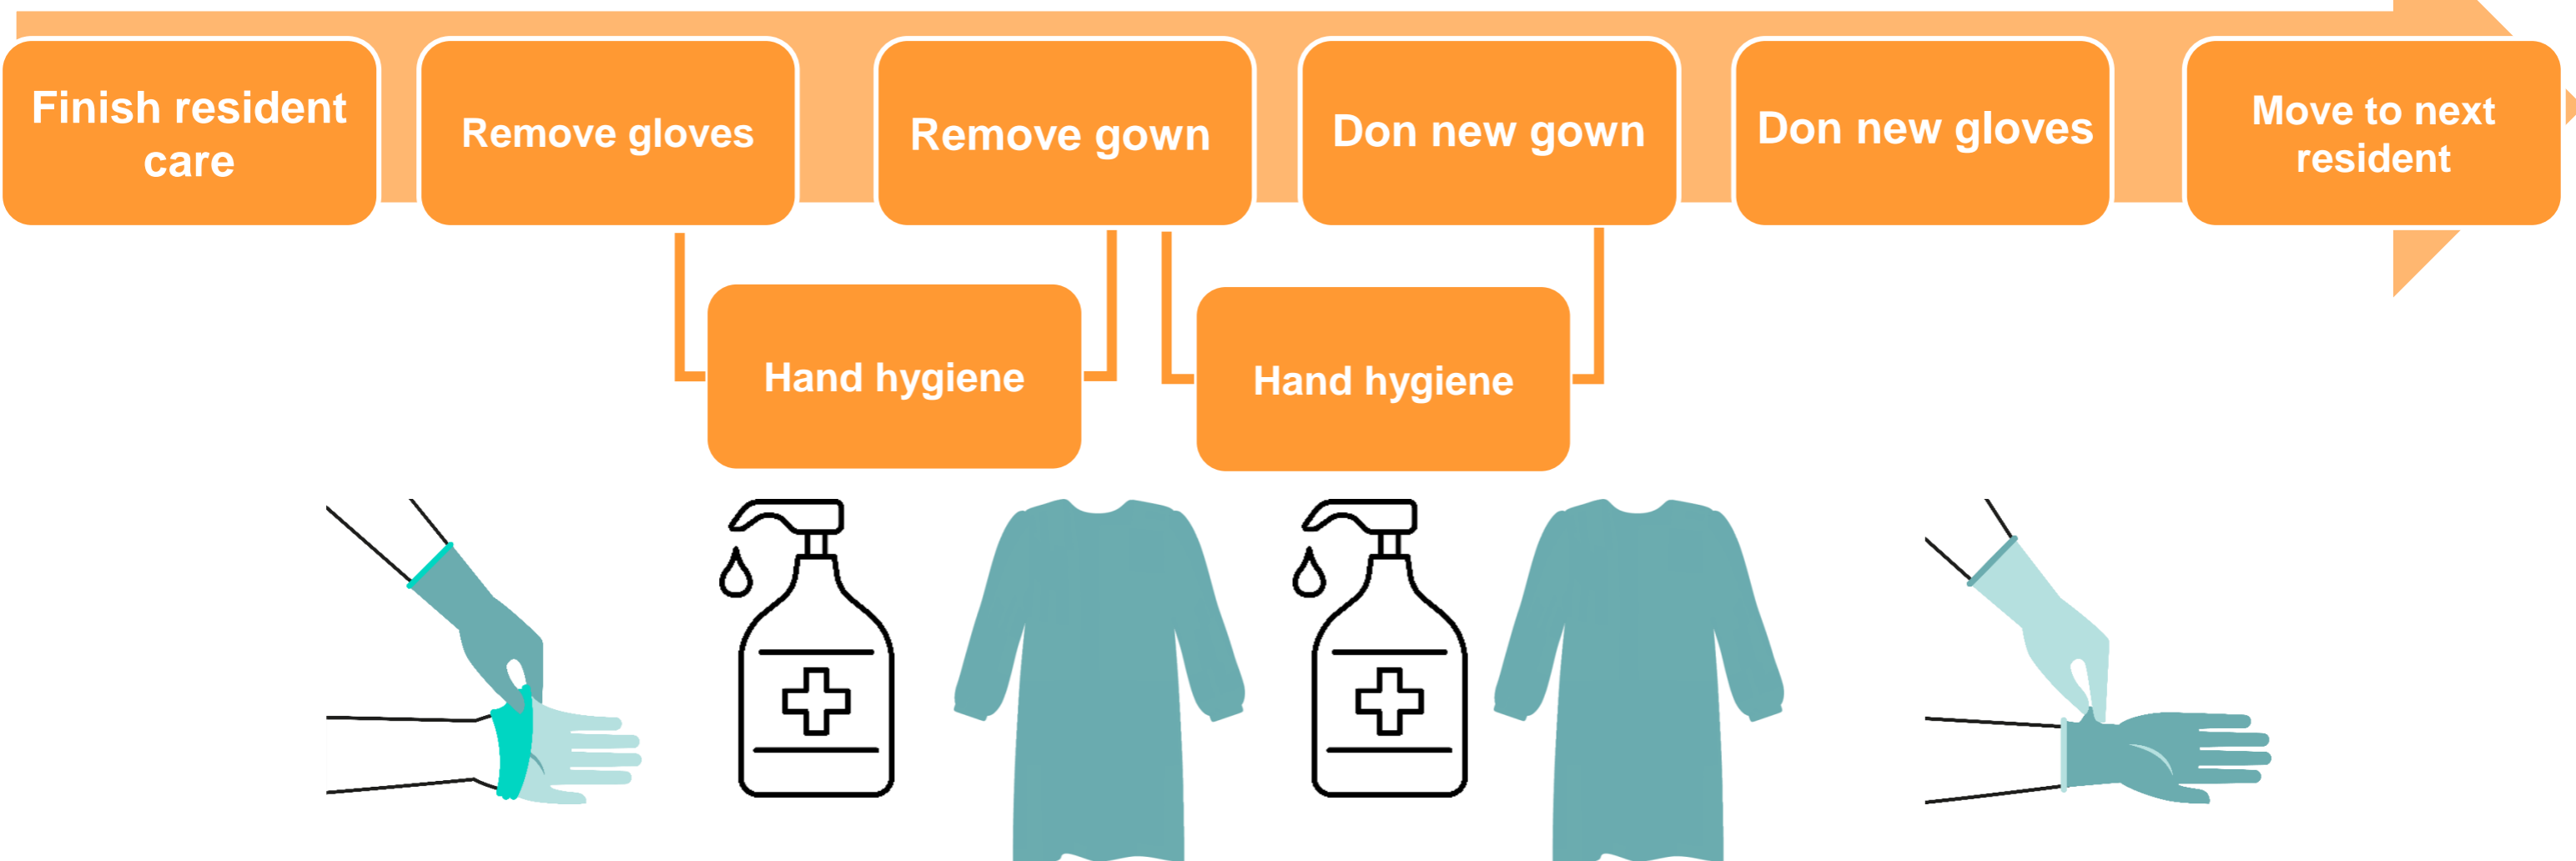 Finish resident
care
Remove gloves
Remove gown
Don new gown
Don new gloves
Move to next
resident
Hand hygiene
Hand hygiene